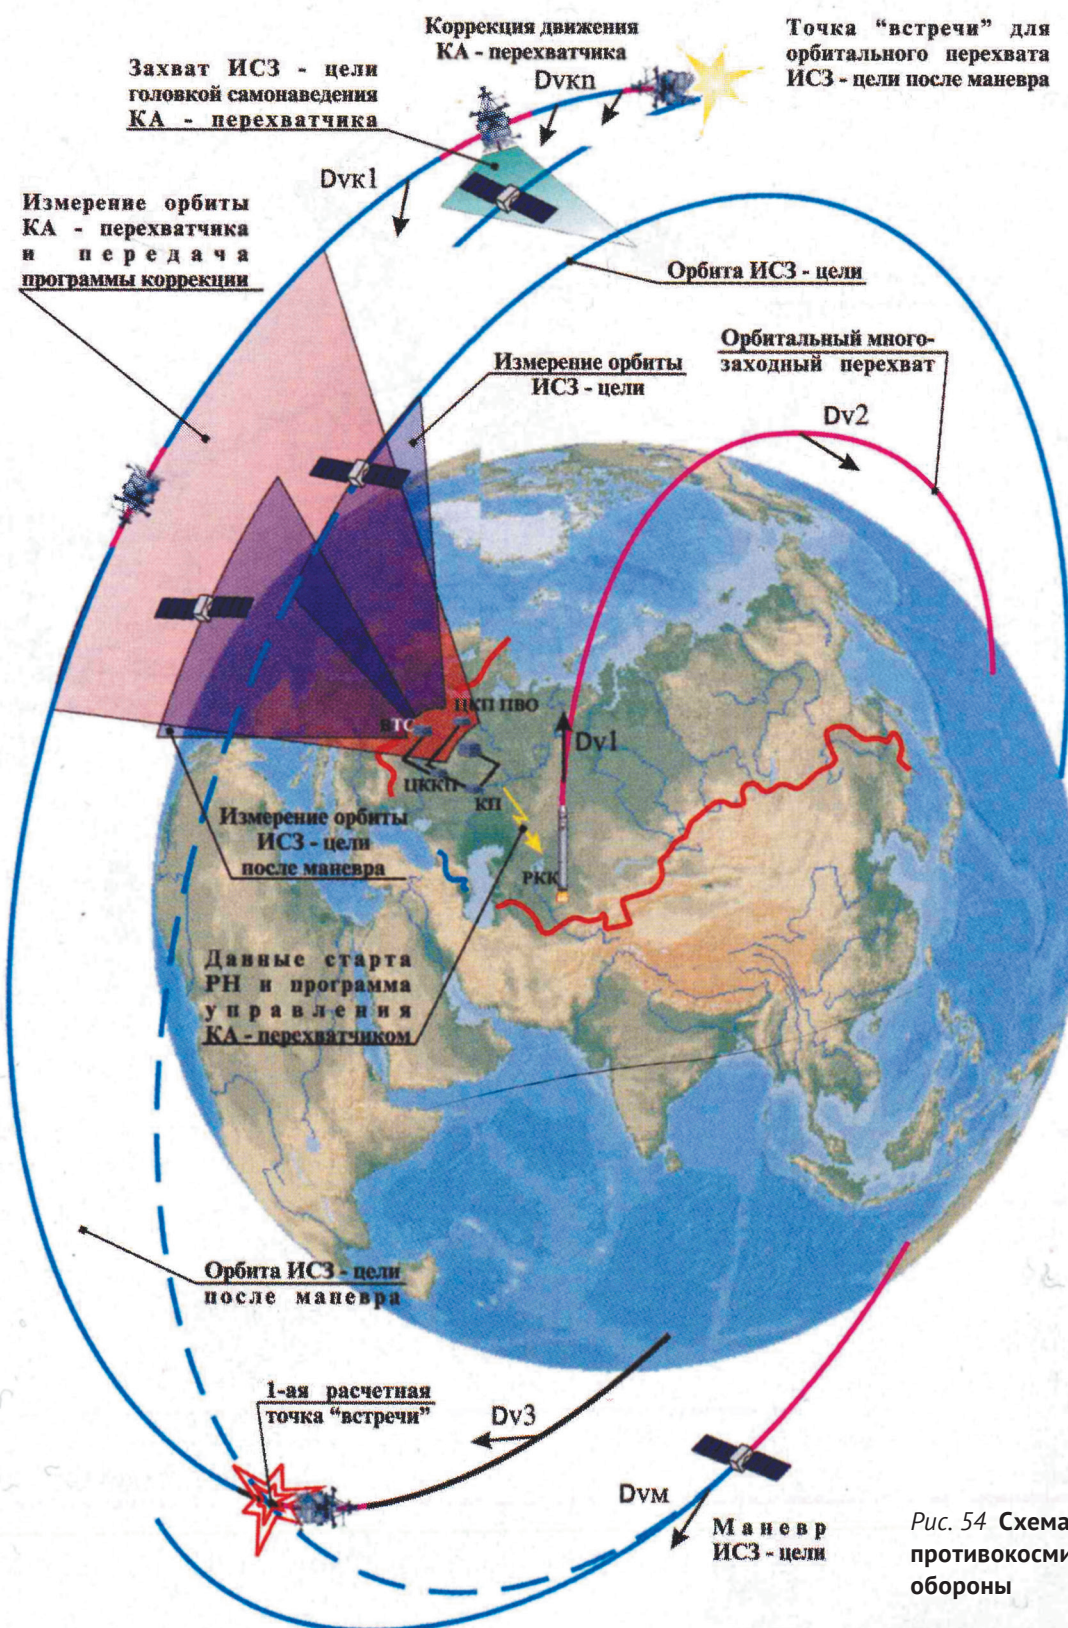 Коррекция движения
КА - перехватчика
Dvкп
Точка “встречи” для
орбитального перехвата
ИСЗ - цели после маневра
Захват ИСЗ - цели
головкой самонаведения
КА - перехватчика
Dvк1
Измерение орбиты
КА - перехватчика
и передача
программы коррекции
Орбита ИСЗ - цели
Орбитальный много-
заходный перехват
Измерение орбиты
ИСЗ - цели
Dv2
ЦКП ПВО
Dv1
ЦККП
КП
Измерение орбиты
ИСЗ - цели
после маневра
РКК
Данные старта
РН и программа
управления
КА - перехватчиком
Орбита ИСЗ - цели
после маневра
1-ая расчетная
точка “встречи”
Dv3
Dvм
Маневр
ИСЗ - цели
Рис. 54 Схема
противокосми
обороны